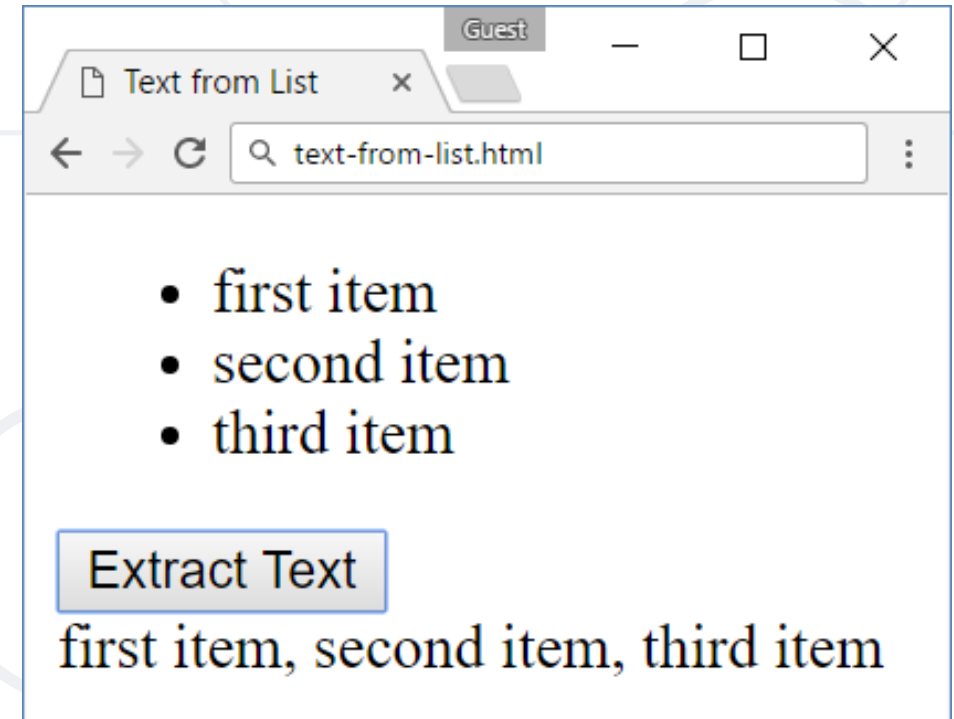 Guest
Text from List
text-from-list.html
first item
second item
third item
Extract Text
first item, second item, third item